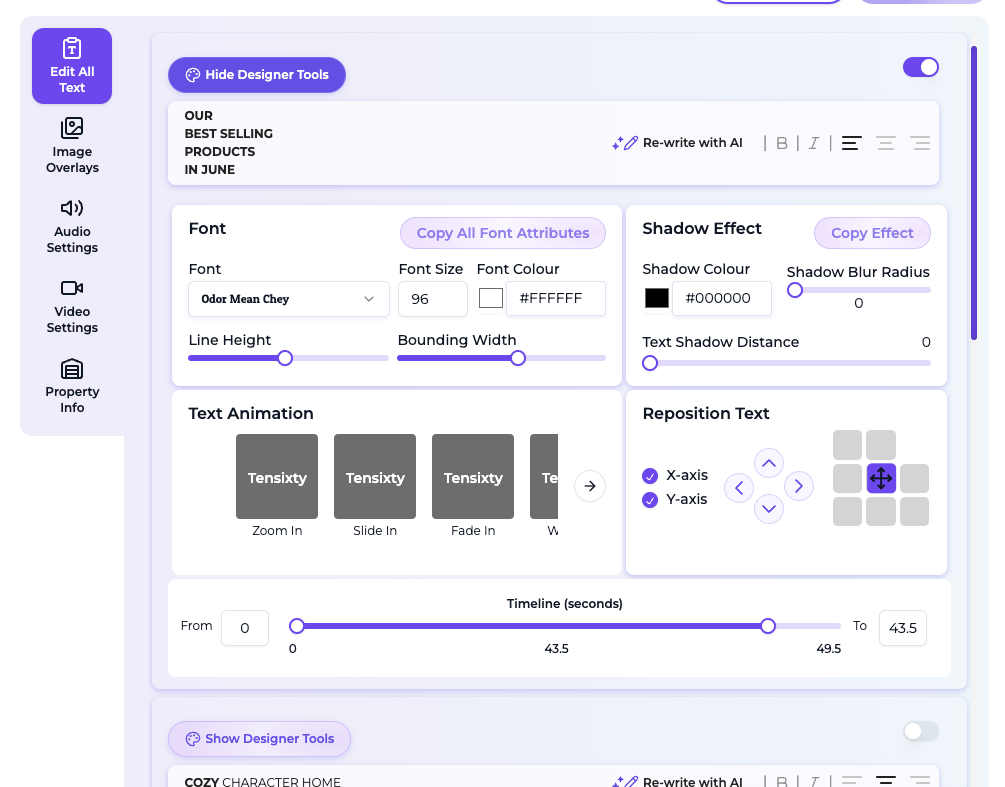 Edit All
Text
Image
Overlays
Audio
Settings
Video
Settings
Property
Info
Hide Designer Tools
OUR
BEST SELLING
PRODUCTS
IN JUNE
Re-write with AI | B | I |
Font
Copy All Font Attributes
Font
Font Size
Font Colour
Odor Mean Chey
96
#FFFFFF
Line Height
Bounding Width
Shadow Effect
Copy Effect
Shadow Colour
Shadow Blur Radius
#000000
0
Text Shadow Distance
0
Text Animation
Tensixty
Tensixty
Tensixty
Te
Zoom In
Slide In
Fade In
W
Reposition Text
X-axis
Y-axis
Timeline (seconds)
From
0
To
43.5
0
43.5
49.5
Show Designer Tools
COZY CHARACTER HOME
Re-write with AI | B | I |